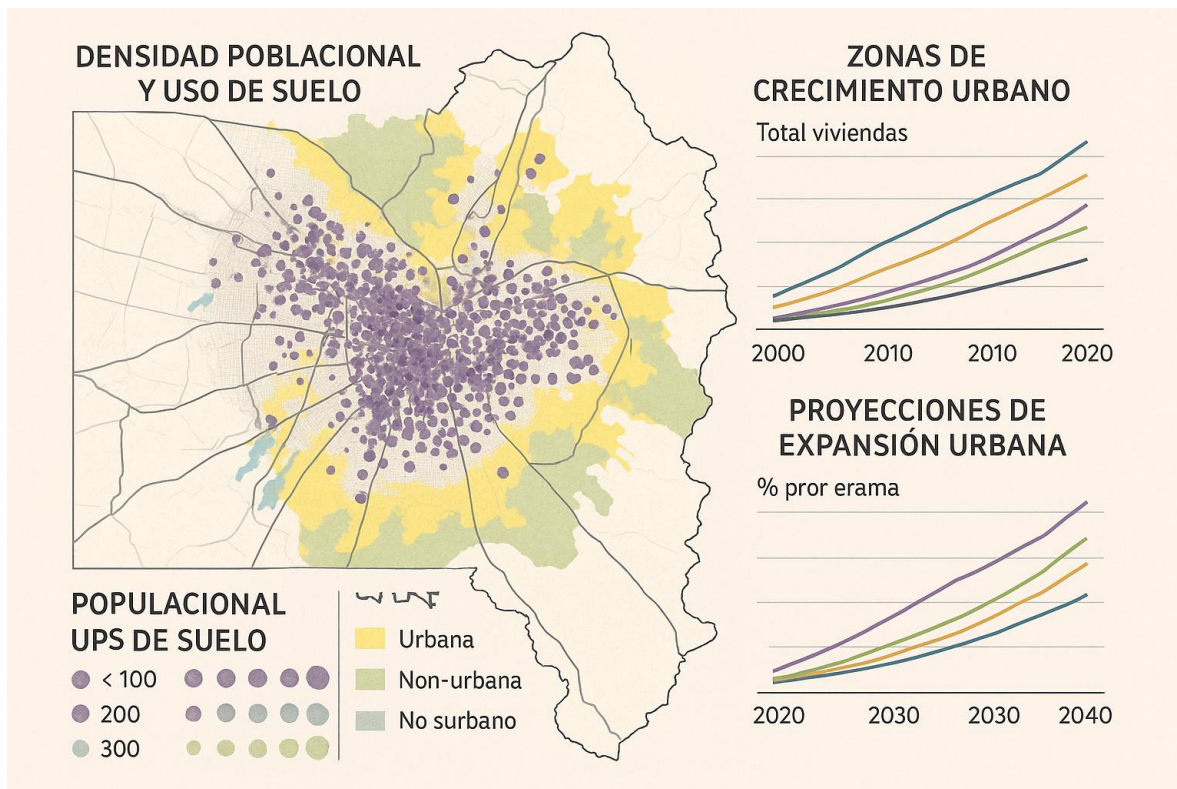 DENSIDAD POBLACIONAL
Y USO DE SUELO
POPULACIONAL
UPS DE SUELO
< 100
200
300
Urbana
Non-urbana
No surbano
ZONAS DE
CRECIMIENTO URBANO
Total viviendas
2000 2010 2010 2020
PROYECCIONES DE
EXPANSIÓN URBANA
% pror erama
2020 2030 2030 2040